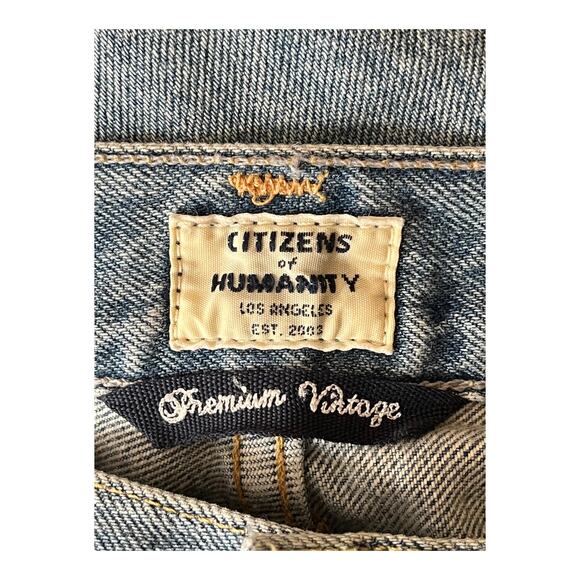 CITIZENS
of
HUMANITY
LOS ANGELES
EST. 2003
Premium Vintage